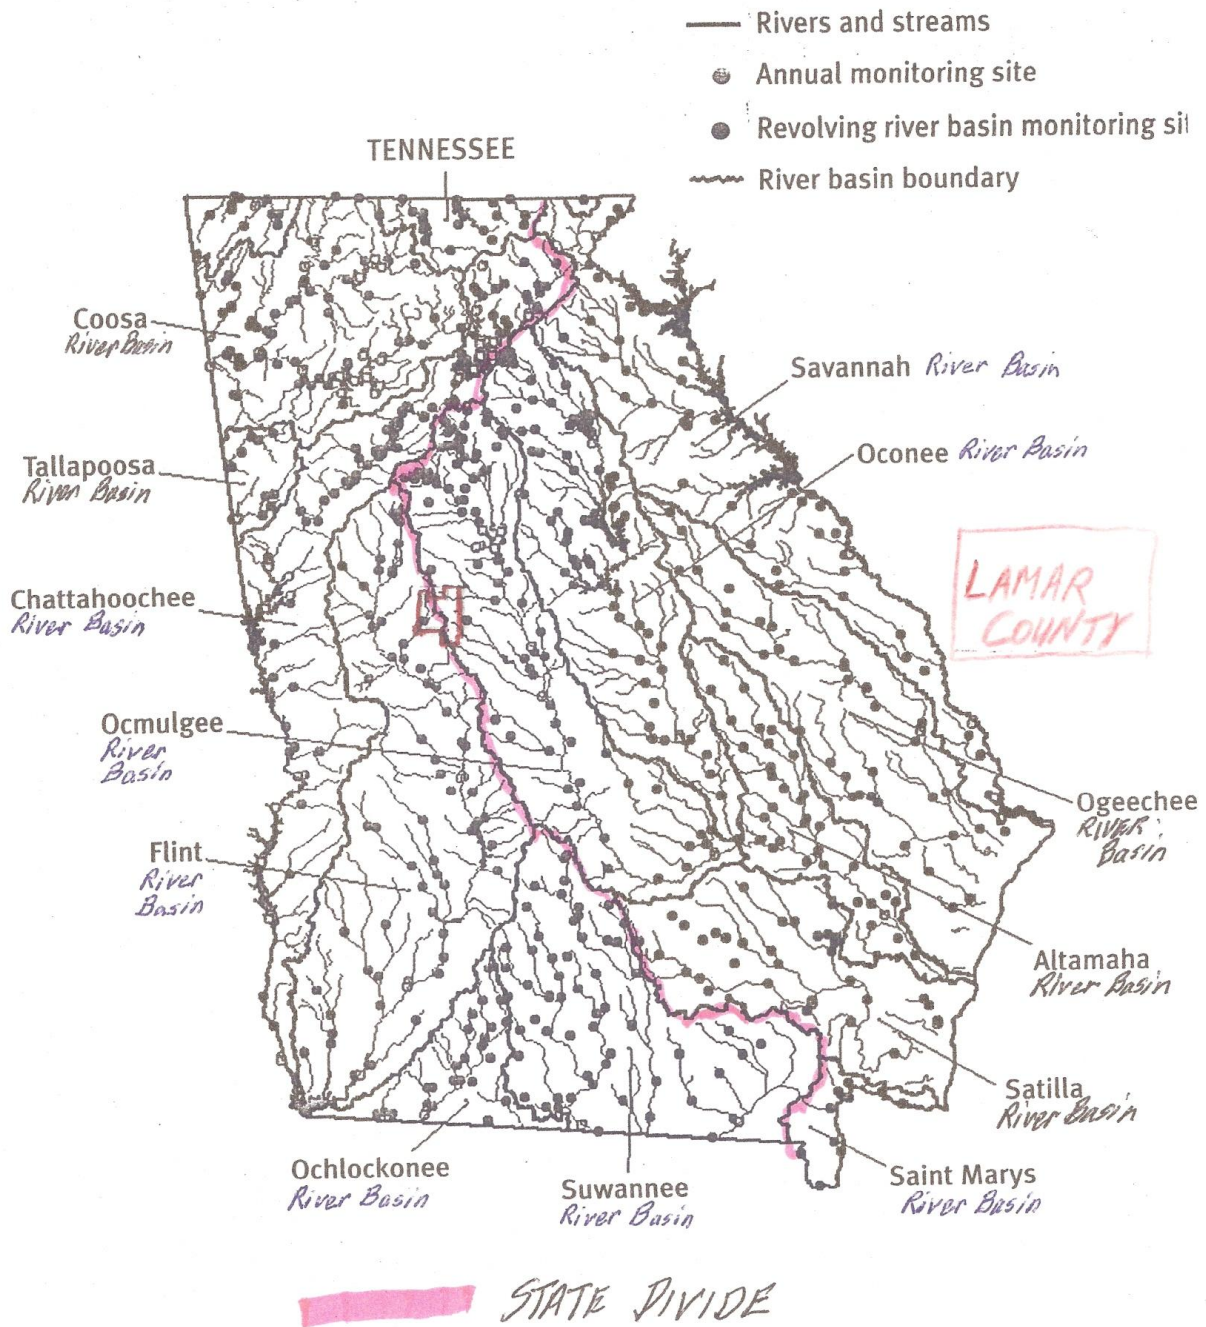 Rivers and streams
Annual monitoring site
Revolving river basin monitoring si
River basin boundary
TENNESSEE
Coosa
River Basin
Savannah River Basin
Oconee River Basin
Tallapoosa
River Basin
LAMAR
COUNTY
Chattahoochee
River Basin
Ocmulgee
River
Basin
Ogeechee
RIVER
Basin
Flint
River
Basin
Altamaha
River Basin
Satilla
River Basin
Ochlockonee
River Basin
Suwannee
River Basin
Saint Marys
River Basin
STATE DIVIDE